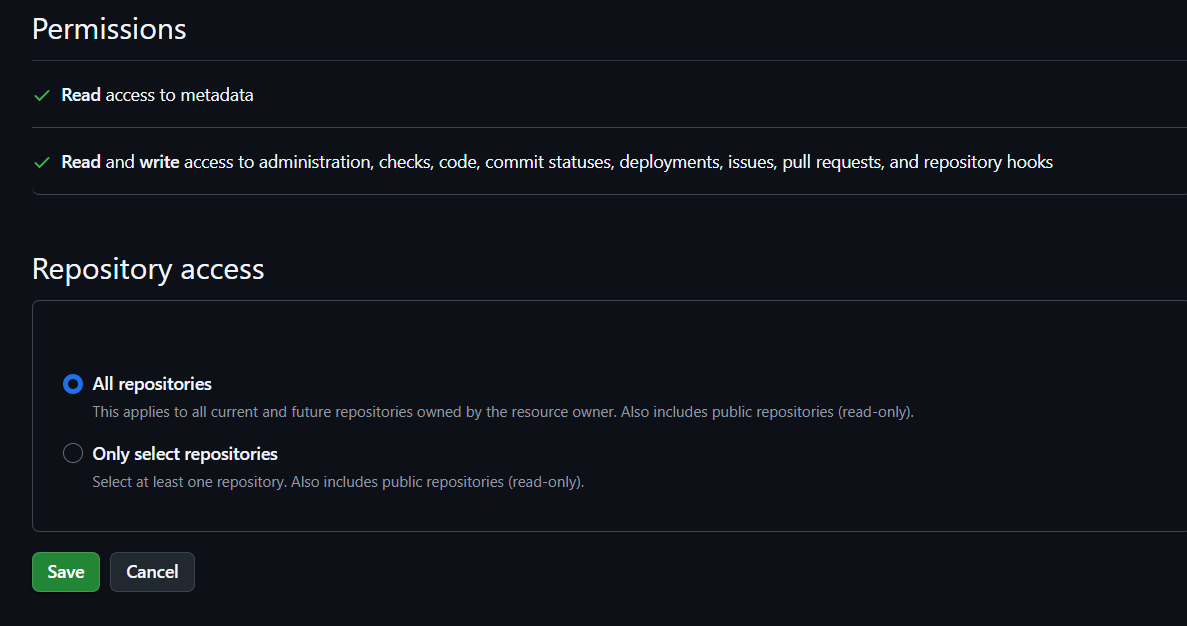 Permissions
Read access to metadata
Read and write access to administration, checks, code, commit statuses, deployments, issues, pull requests, and repository hooks
Repository access
All repositories
This applies to all current and future repositories owned by the resource owner. Also includes public repositories (read-only).
Only select repositories
Select at least one repository. Also includes public repositories (read-only).
Save
Cancel